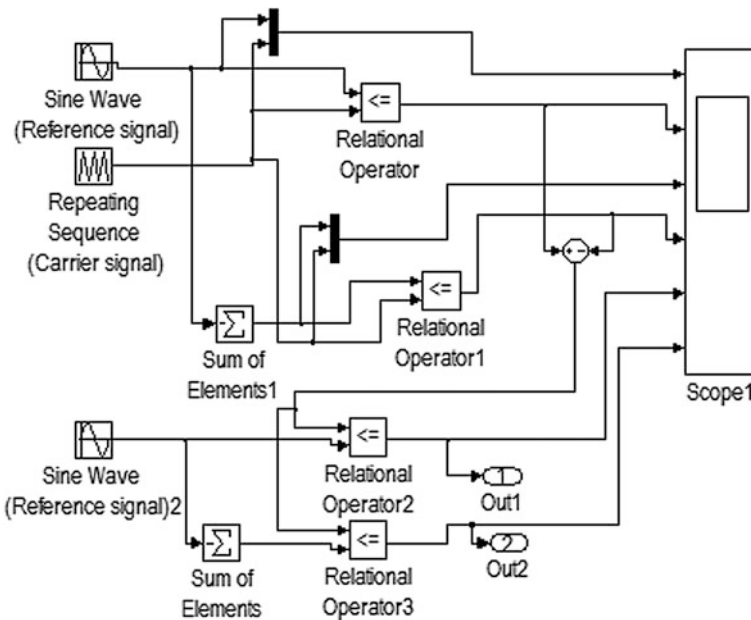 Sine Wave
(Reference signal)
Repeating
Sequence
(Carrier signal)
<=
Relational
Operator
<=
Relational
Operator1
-Σ
Sum of
Elements1
+ -
Scope1
Sine Wave
(Reference signal)2
<=
Relational
Operator2
1
Out1
-Σ
Sum of
Elements
<=
Relational
Operator3
2
Out2